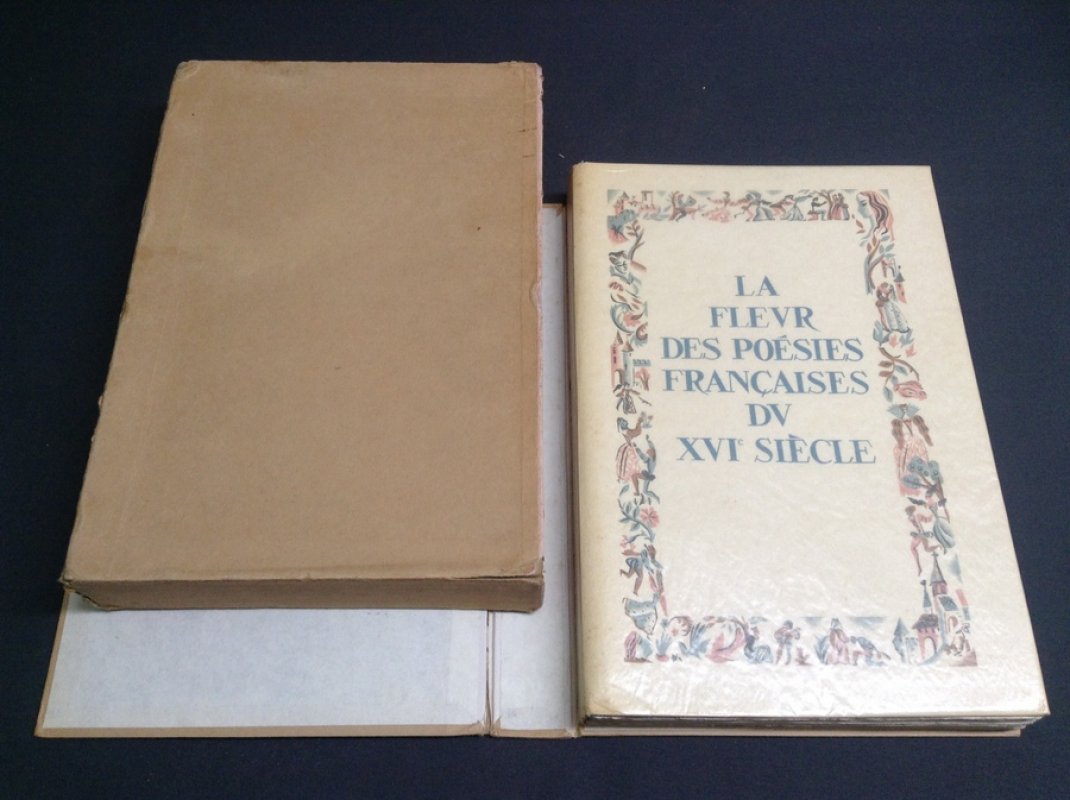 LA
FLEVR
DES POÉSIES
FRANÇAISES
DV
XVIᵉ SIÈCLE